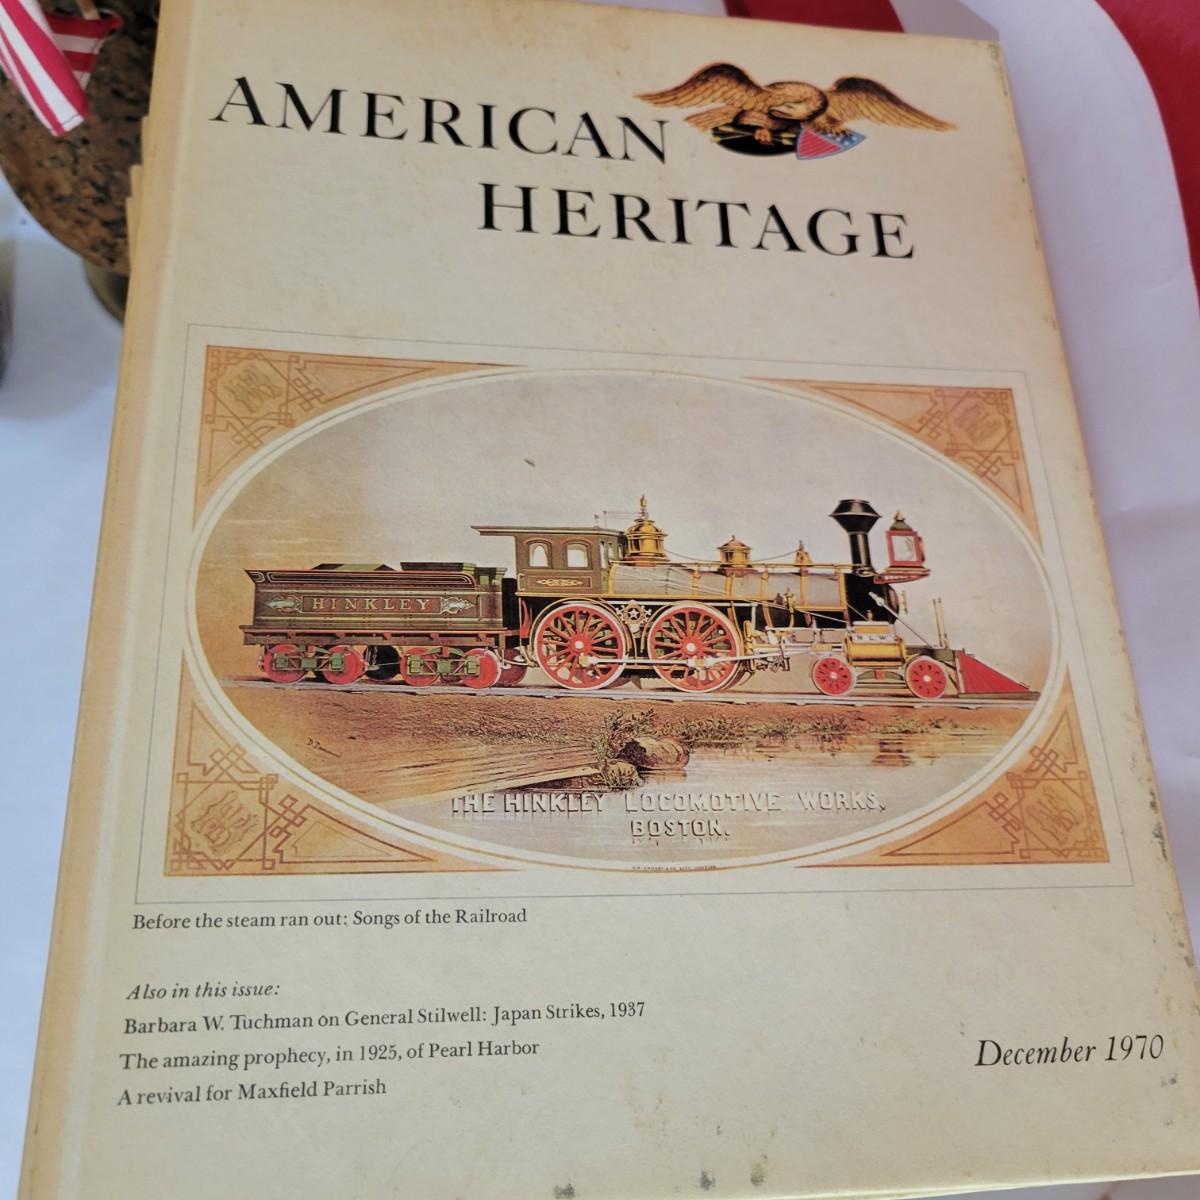 AMERICAN
HERITAGE
HINKLEY
H. L. W.
THE HINKLEY LOCOMOTIVE WORKS,
BOSTON.
Before the steam ran out: Songs of the Railroad
Also in this issue:
Barbara W. Tuchman on General Stilwell: Japan Strikes, 1937
The amazing prophecy, in 1925, of Pearl Harbor
A revival for Maxfield Parrish
December 1970